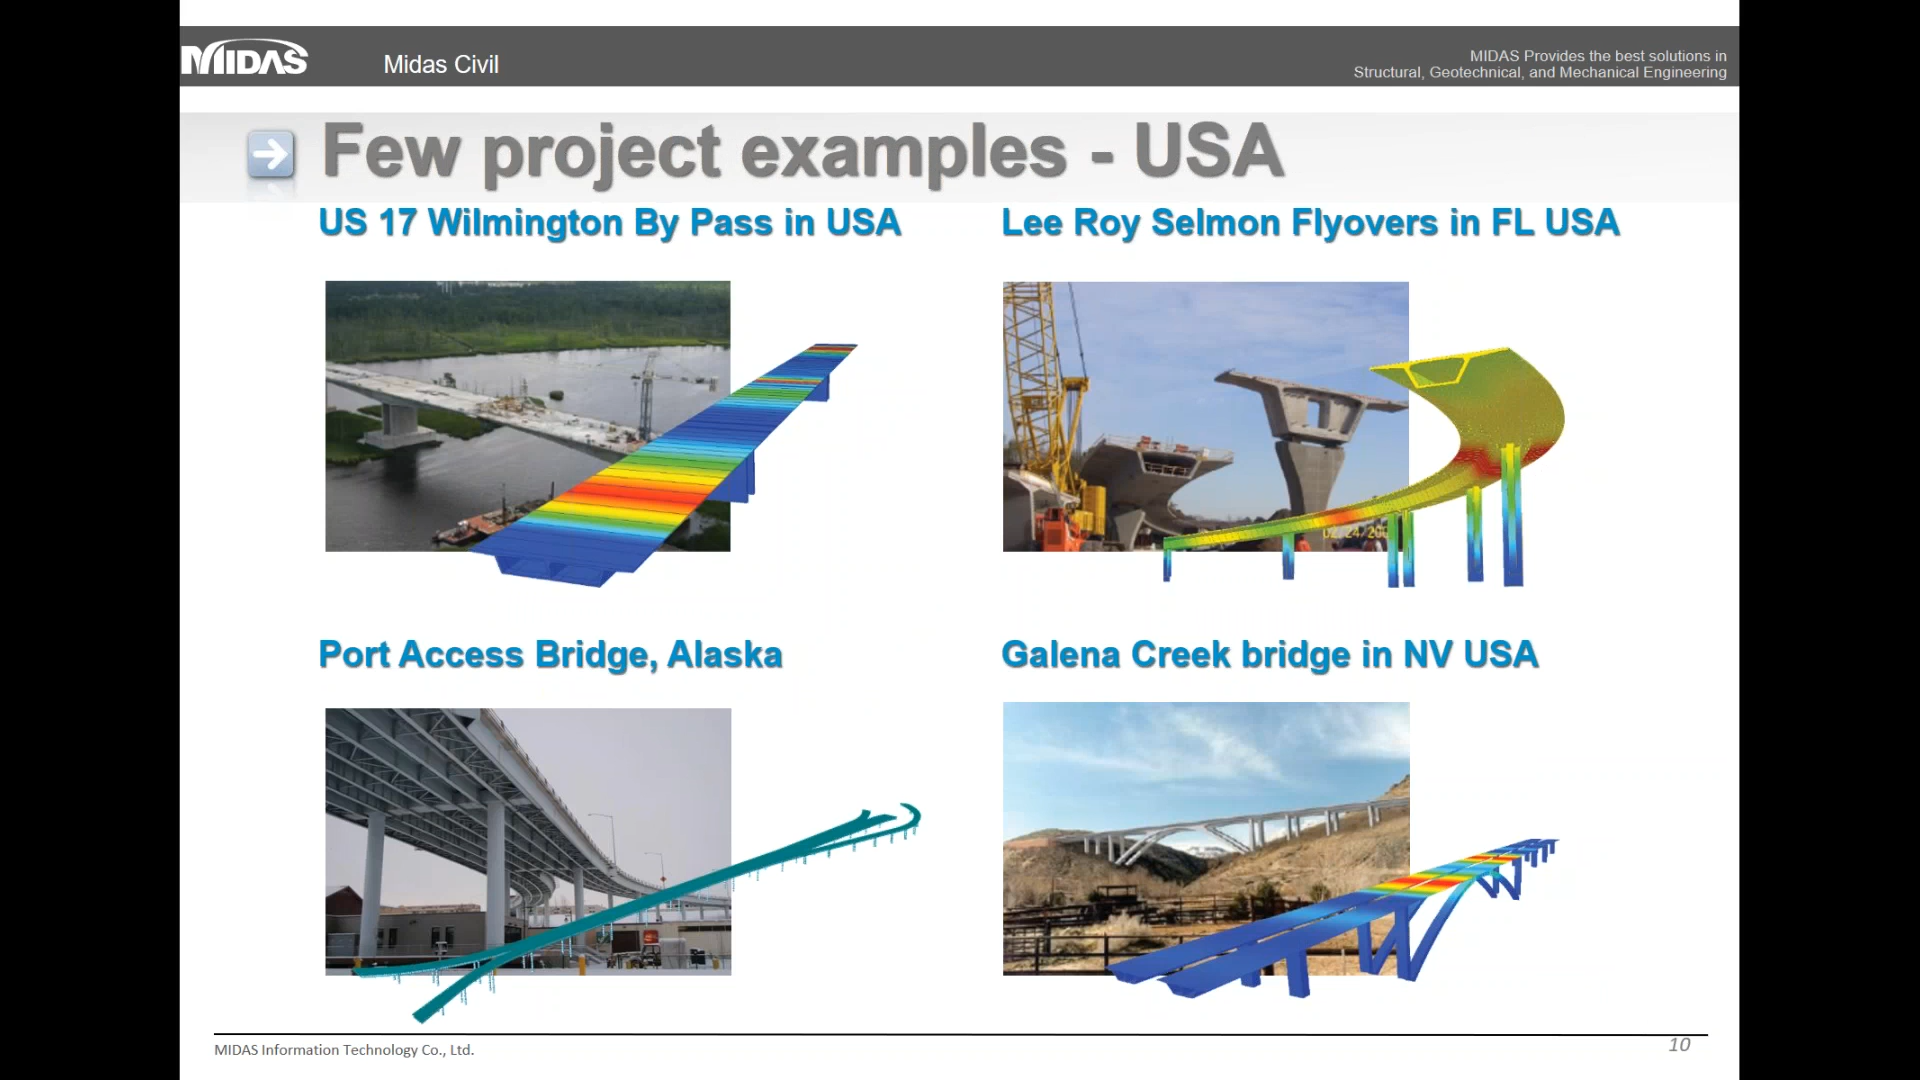 MIDAS
Midas Civil
MIDAS Provides the best solutions in
Structural, Geotechnical, and Mechanical Engineering
Few project examples - USA
US 17 Wilmington By Pass in USA
Lee Roy Selmon Flyovers in FL USA
Port Access Bridge, Alaska
Galena Creek bridge in NV USA
MIDAS Information Technology Co., Ltd.
10